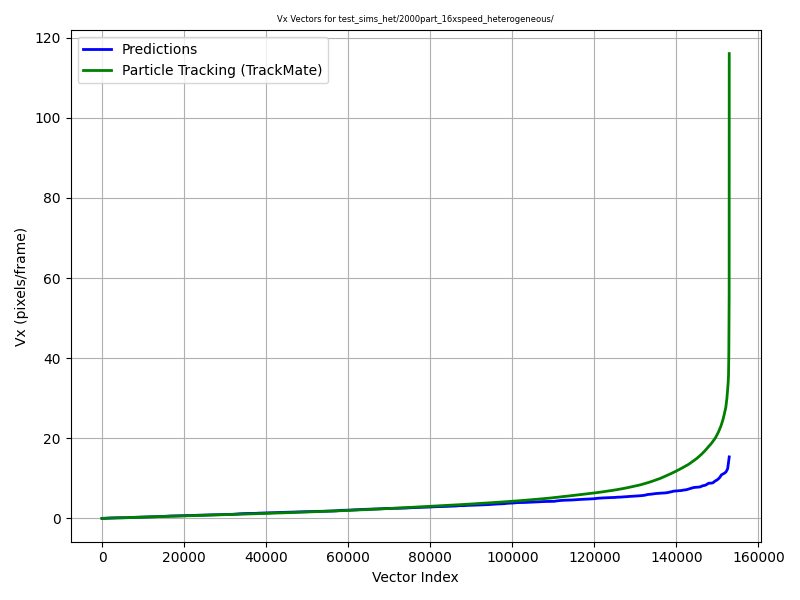 Vx Vectors for test_sims_het/2000part_16xspeed_heterogeneous/
Predictions
Particle Tracking (TrackMate)
Vx (pixels/frame)
120
100
80
60
40
20
0
0 20000 40000 60000 80000 100000 120000 140000 160000
Vector Index